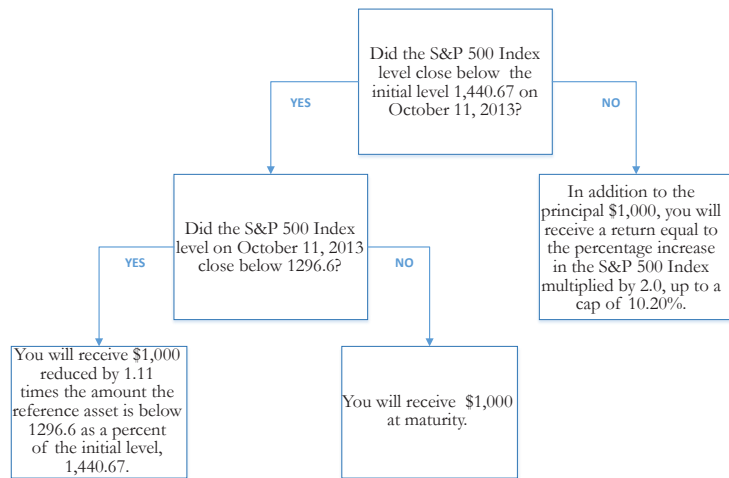 Did the S&P 500 Index
level close below the
initial level 1,440.67 on
October 11, 2013?
YES
NO
Did the S&P 500 Index
level on October 11, 2013
close below 1296.6?
In addition to the
principal $1,000, you will
receive a return equal to
the percentage increase
in the S&P 500 Index
multiplied by 2.0, up to a
cap of 10.20%.
YES
NO
You will receive $1,000
reduced by 1.11
times the amount the
reference asset is below
1296.6 as a percent
of the initial level,
1,440.67.
You will receive $1,000
at maturity.